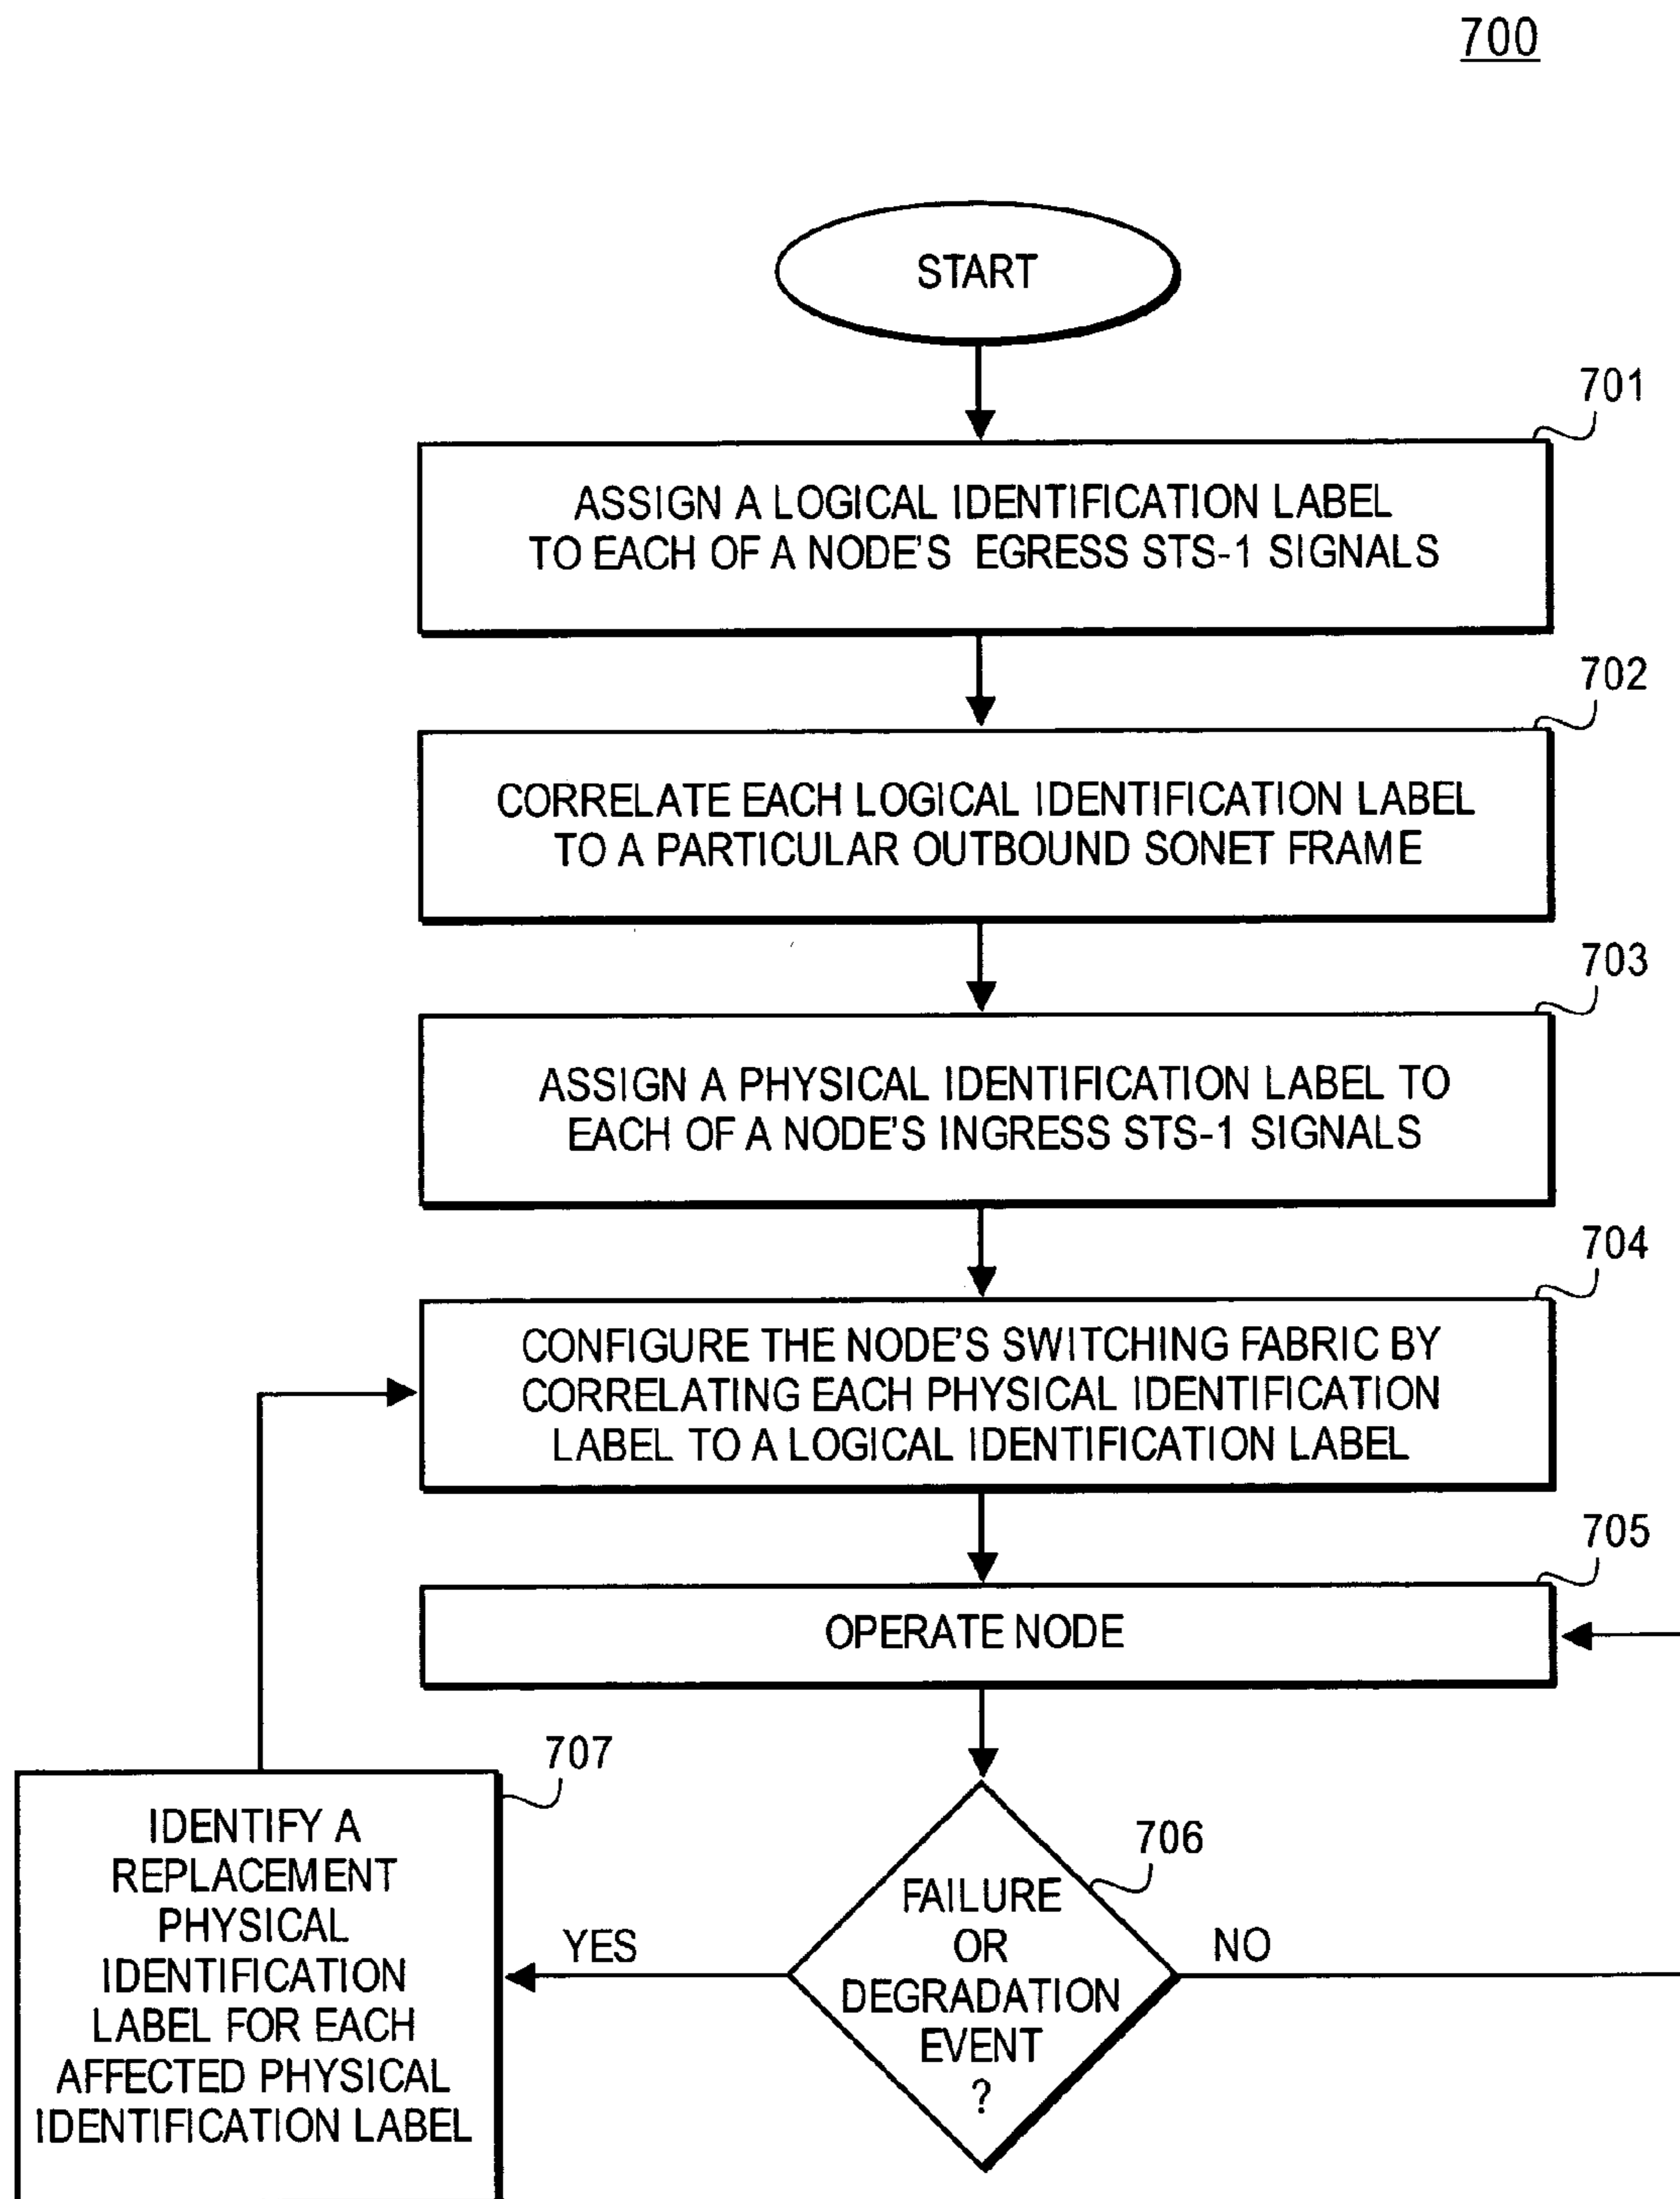 700
START
701
ASSIGN A LOGICAL IDENTIFICATION LABEL
TO EACH OF A NODE'S EGRESS STS-1 SIGNALS
702
CORRELATE EACH LOGICAL IDENTIFICATION LABEL
TO A PARTICULAR OUTBOUND SONET FRAME
703
ASSIGN A PHYSICAL IDENTIFICATION LABEL TO
EACH OF A NODE'S INGRESS STS-1 SIGNALS
704
CONFIGURE THE NODE'S SWITCHING FABRIC BY
CORRELATING EACH PHYSICAL IDENTIFICATION
LABEL TO A LOGICAL IDENTIFICATION LABEL
705
OPERATE NODE
706
FAILURE
OR
DEGRADATION
EVENT
?
YES
NO
707
IDENTIFY A
REPLACEMENT
PHYSICAL
IDENTIFICATION
LABEL FOR EACH
AFFECTED PHYSICAL
IDENTIFICATION LABEL